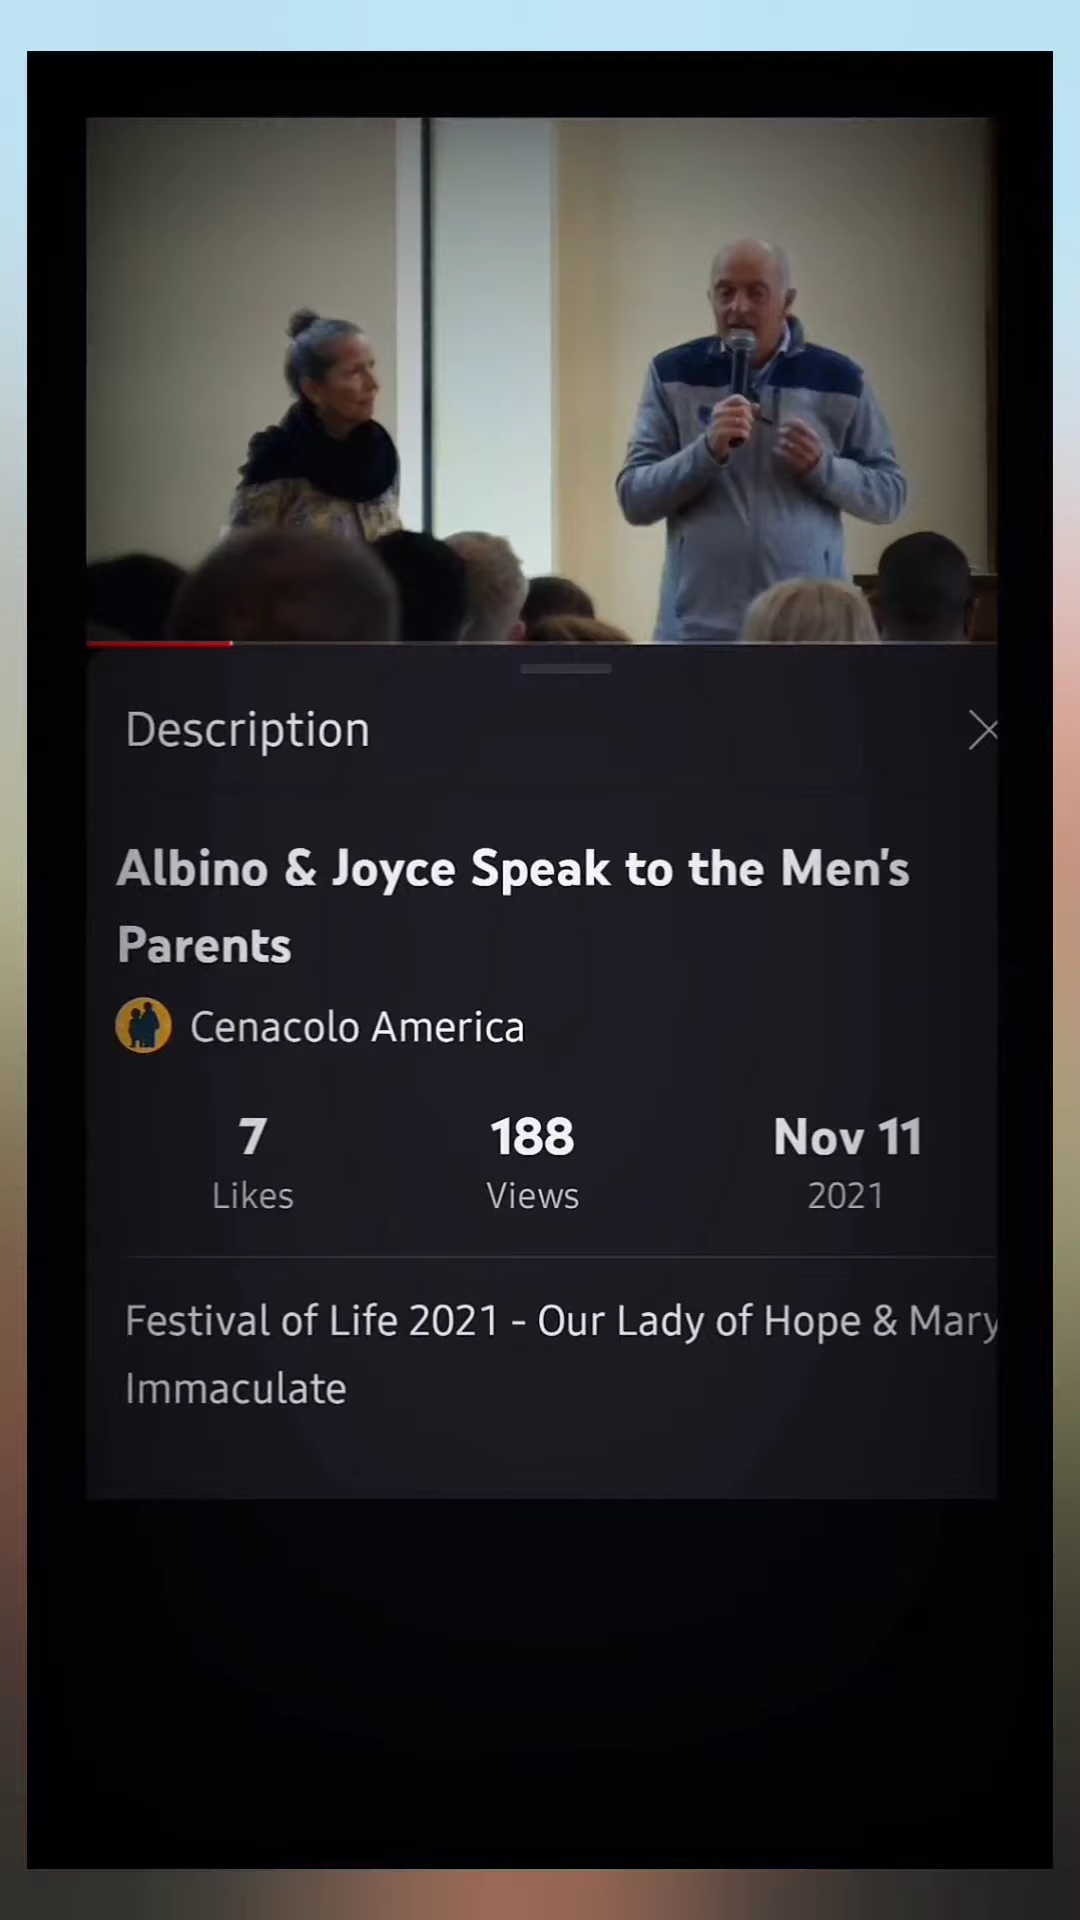 Description
Albino & Joyce Speak to the Men's
Parents
Cenacolo America
7
188
Nov 11
Likes
Views
2021
Festival of Life 2021 - Our Lady of Hope & Mary
Immaculate